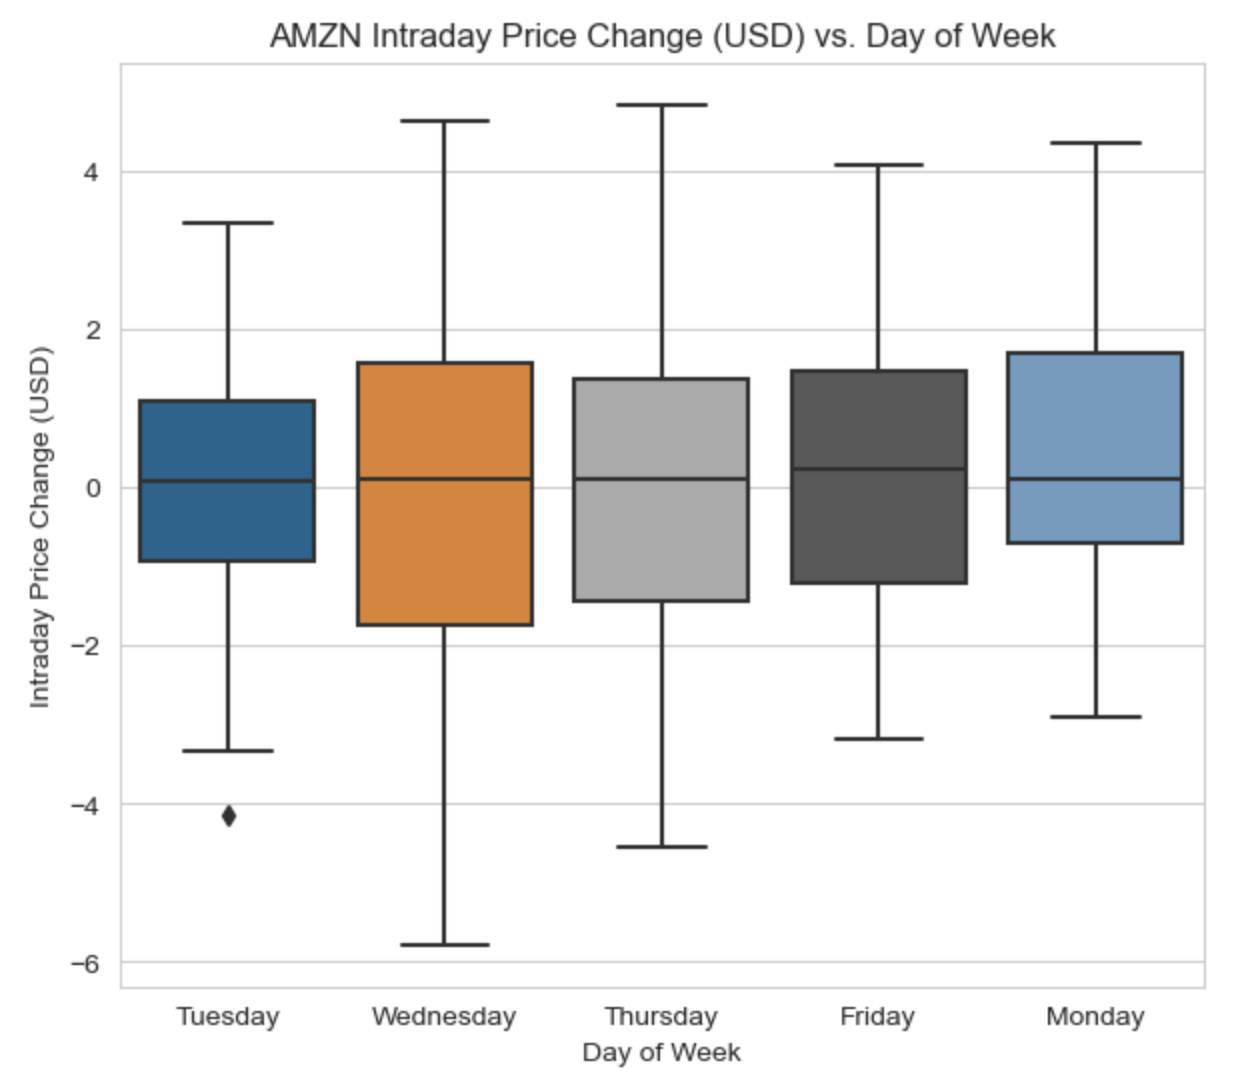 AMZN Intraday Price Change (USD) vs. Day of Week
Intraday Price Change (USD)
4
2
0
−2
−4
−6
Tuesday Wednesday Thursday Friday Monday
Day of Week